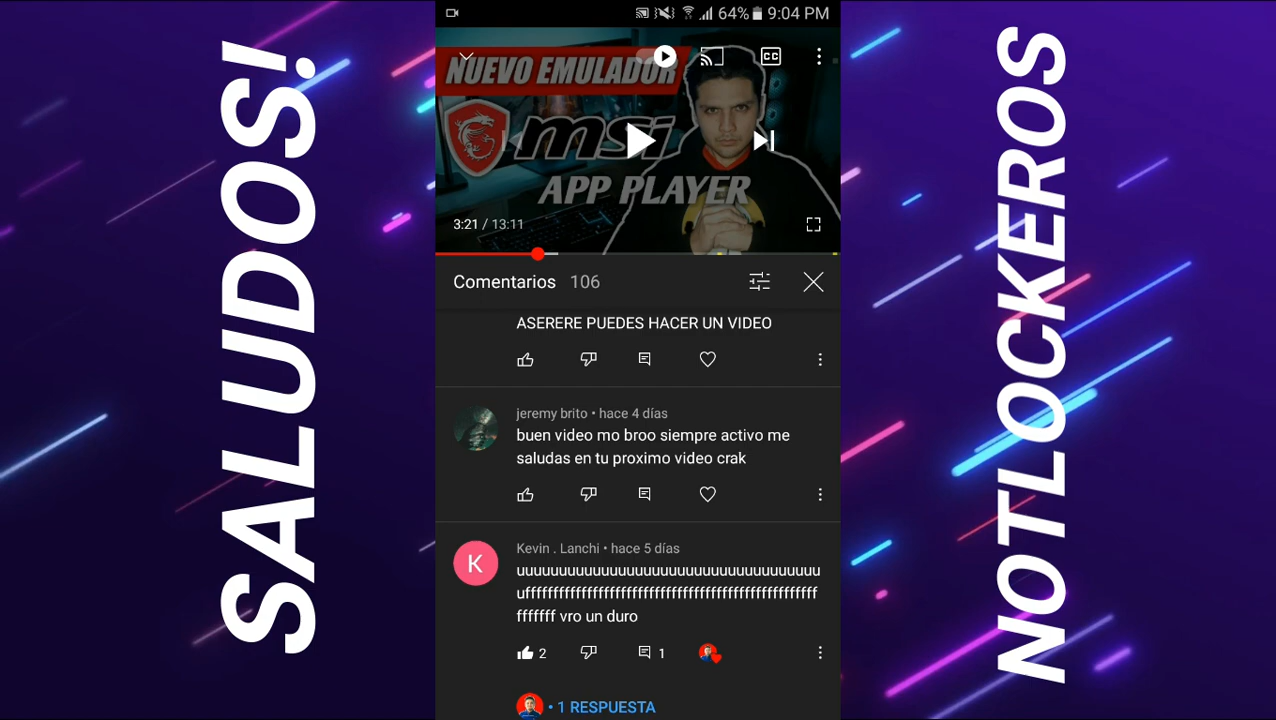 SALUDOS!
64% 9:04 PM
NUEVO EMULADOR
CC
msi
APP PLAYER
3:21 / 13:11
Comentarios 106
ASERERE PUEDES HACER UN VIDEO
jeremy brito • hace 4 días
buen video mo broo siempre activo me
saludas en tu proximo video crak
K
Kevin . Lanchi • hace 5 días
uuuuuuuuuuuuuuuuuuuuuuuuuuuuuuuuuuuu
ufffffffffffffffffffffffffffffffffffffffffffffffffffff
fffffff vro un duro
2
1
• 1 RESPUESTA
NOTLOCKEROS